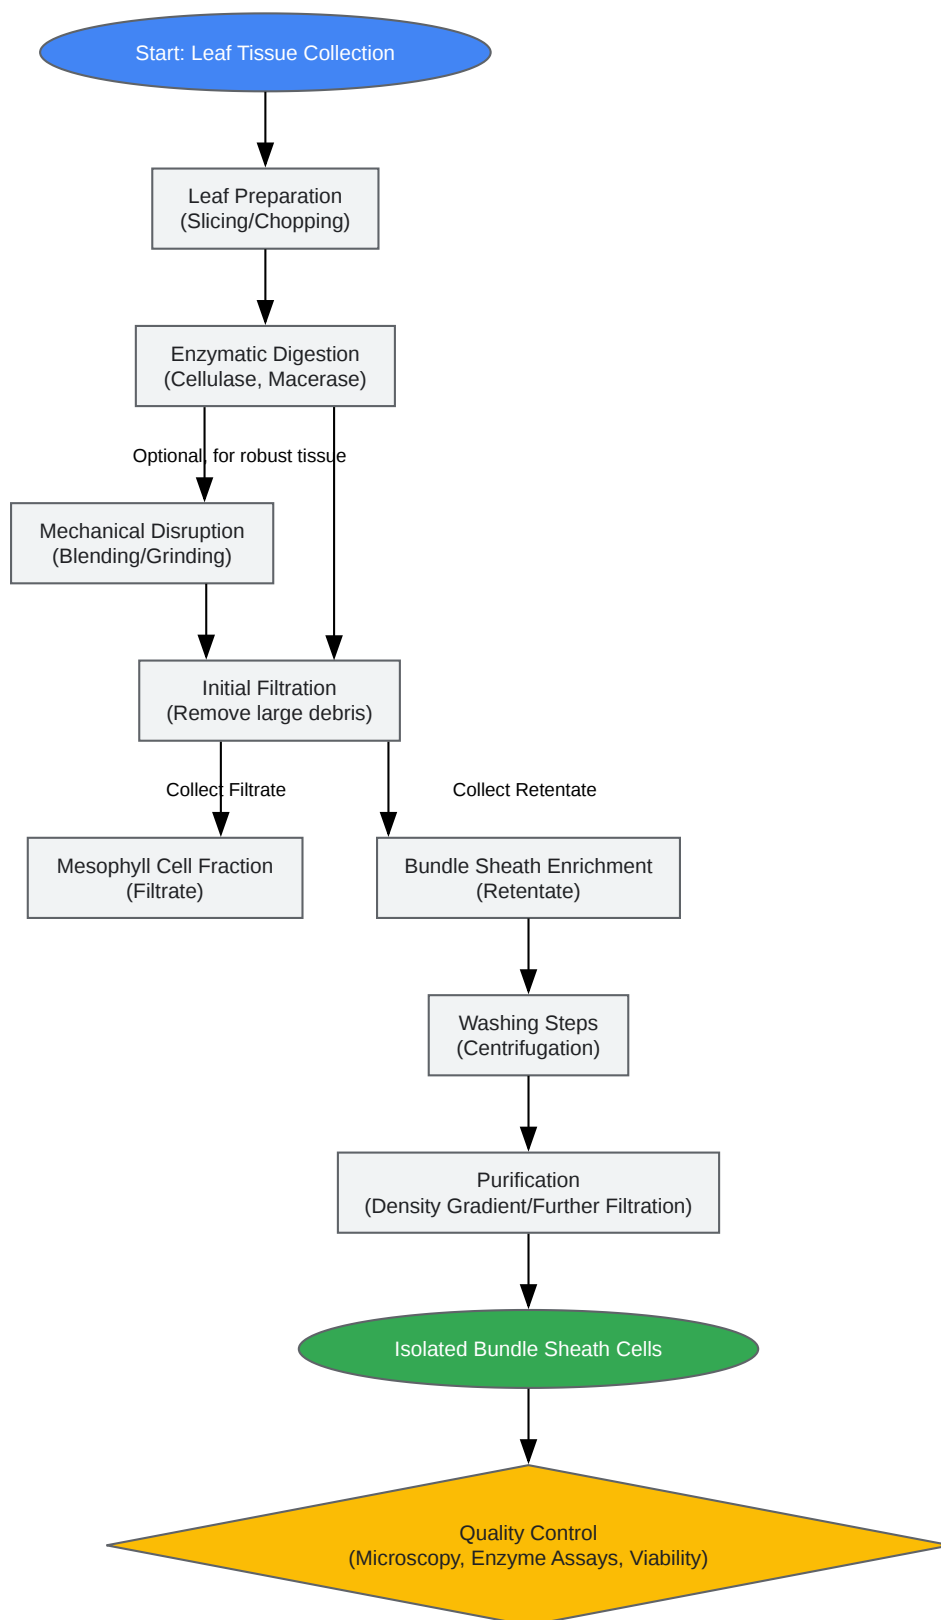 Start: Leaf Tissue Collection
Leaf Preparation
(Slicing/Chopping)
Enzymatic Digestion
(Cellulase, Macerase)
Optional, for robust tissue
Mechanical Disruption
(Blending/Grinding)
Initial Filtration
(Remove large debris)
Collect Filtrate
Collect Retentate
Mesophyll Cell Fraction
(Filtrate)
Bundle Sheath Enrichment
(Retentate)
Washing Steps
(Centrifugation)
Purification
(Density Gradient/Further Filtration)
Isolated Bundle Sheath Cells
Quality Control
(Microscopy, Enzyme Assays, Viability)